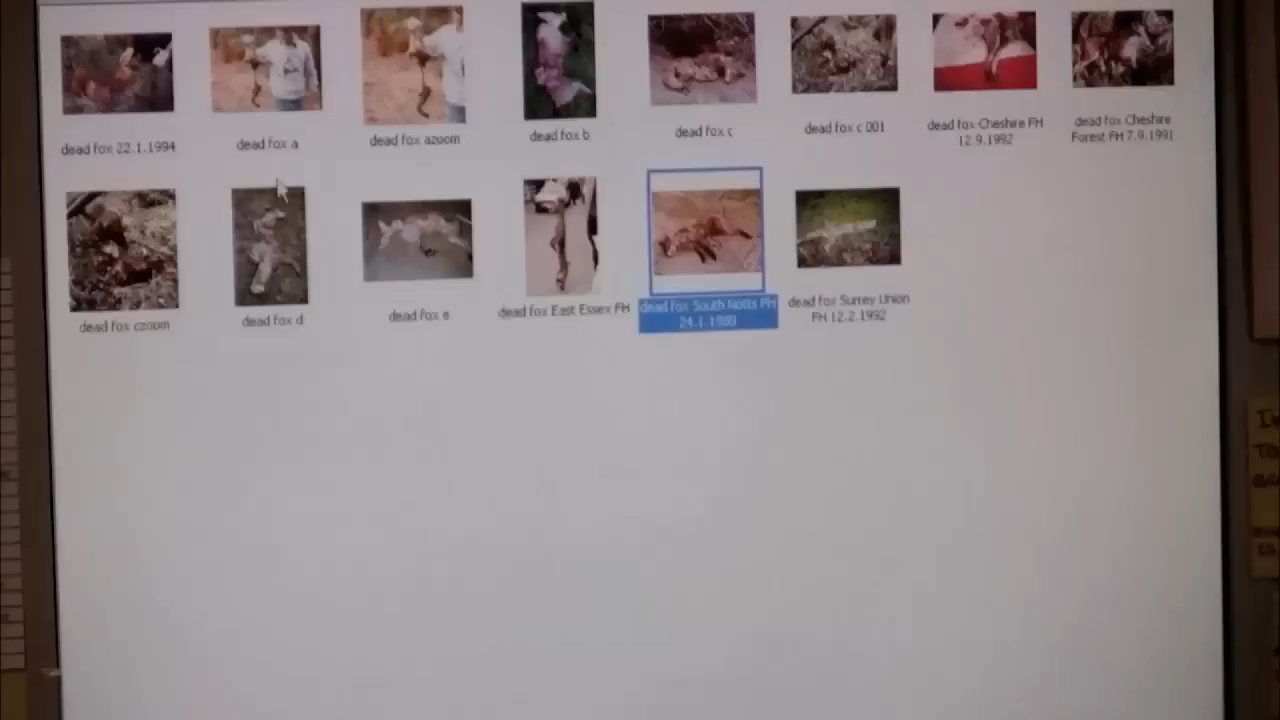 dead fox 22.1.1994
dead fox a
dead fox azoom
dead fox b
dead fox c
dead fox c 001
dead fox Cheshire FH
12.9.1992
dead fox Cheshire
Forest FH 7.9.1991
dead fox czoom
dead fox d
dead fox e
dead fox East Essex FH
dead fox South Notts FH
24.1.1980
dead fox Surrey Union
FH 12.2.1992